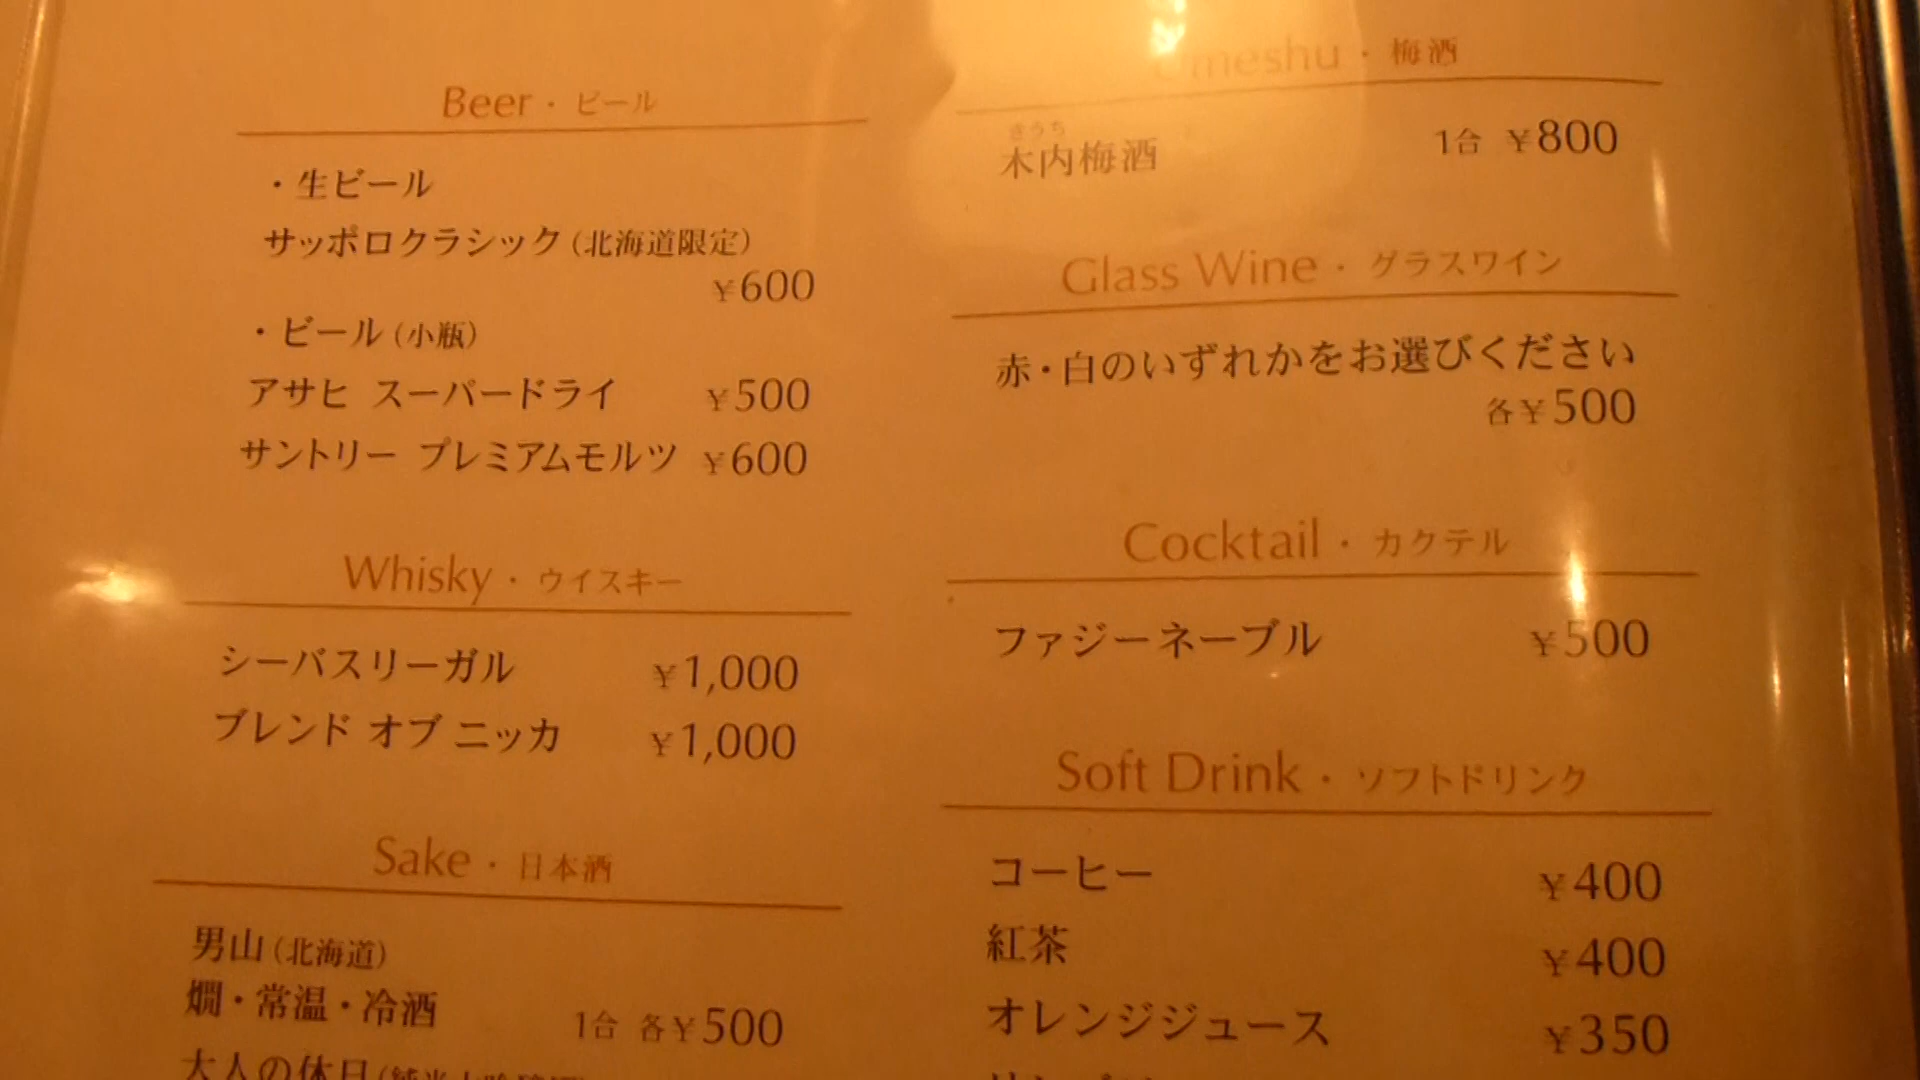 Beer・ビール
・生ビール
サッポロクラシック(北海道限定)
¥600
・ビール(小瓶)
アサヒ スーパードライ ¥500
サントリー プレミアムモルツ ¥600
Whisky・ウイスキー
シーバスリーガル ¥1,000
ブレンド オブ ニッカ ¥1,000
Sake・日本酒
男山(北海道)
燗・常温・冷酒 1合 各¥500
大人の休日
Umeshu・梅酒
きうち
木内梅酒 1合 ¥800
Glass Wine・グラスワイン
赤・白のいずれかをお選びください
各¥500
Cocktail・カクテル
ファジーネーブル ¥500
Soft Drink・ソフトドリンク
コーヒー ¥400
紅茶 ¥400
オレンジジュース ¥350